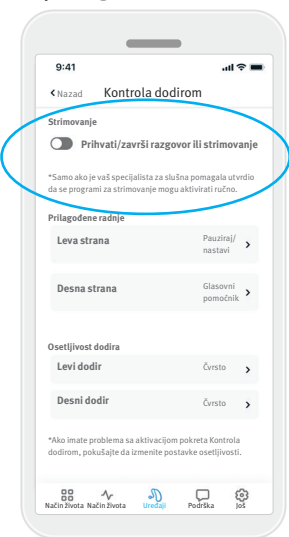 9:41
Nazad Kontrola dodirom
Strimovanje
Prihvati/završi razgovor ili strimovanje
*Samo ako je vaš specijalista za slušna pomagala utvrdio
da se programi za strimovanje mogu aktivirati ručno.
Prilagođene radnje
Leva strana Pauziraj/
nastavi
Desna strana Glasovni
pomoćnik
Osetljivost dodira
Levi dodir Čvrsto
Desni dodir Čvrsto
*Ako imate problema sa aktivacijom pokreta Kontrola
dodirom, pokušajte da izmenite postavke osetljivosti.
Način života Način života Uređaji Podrška Još